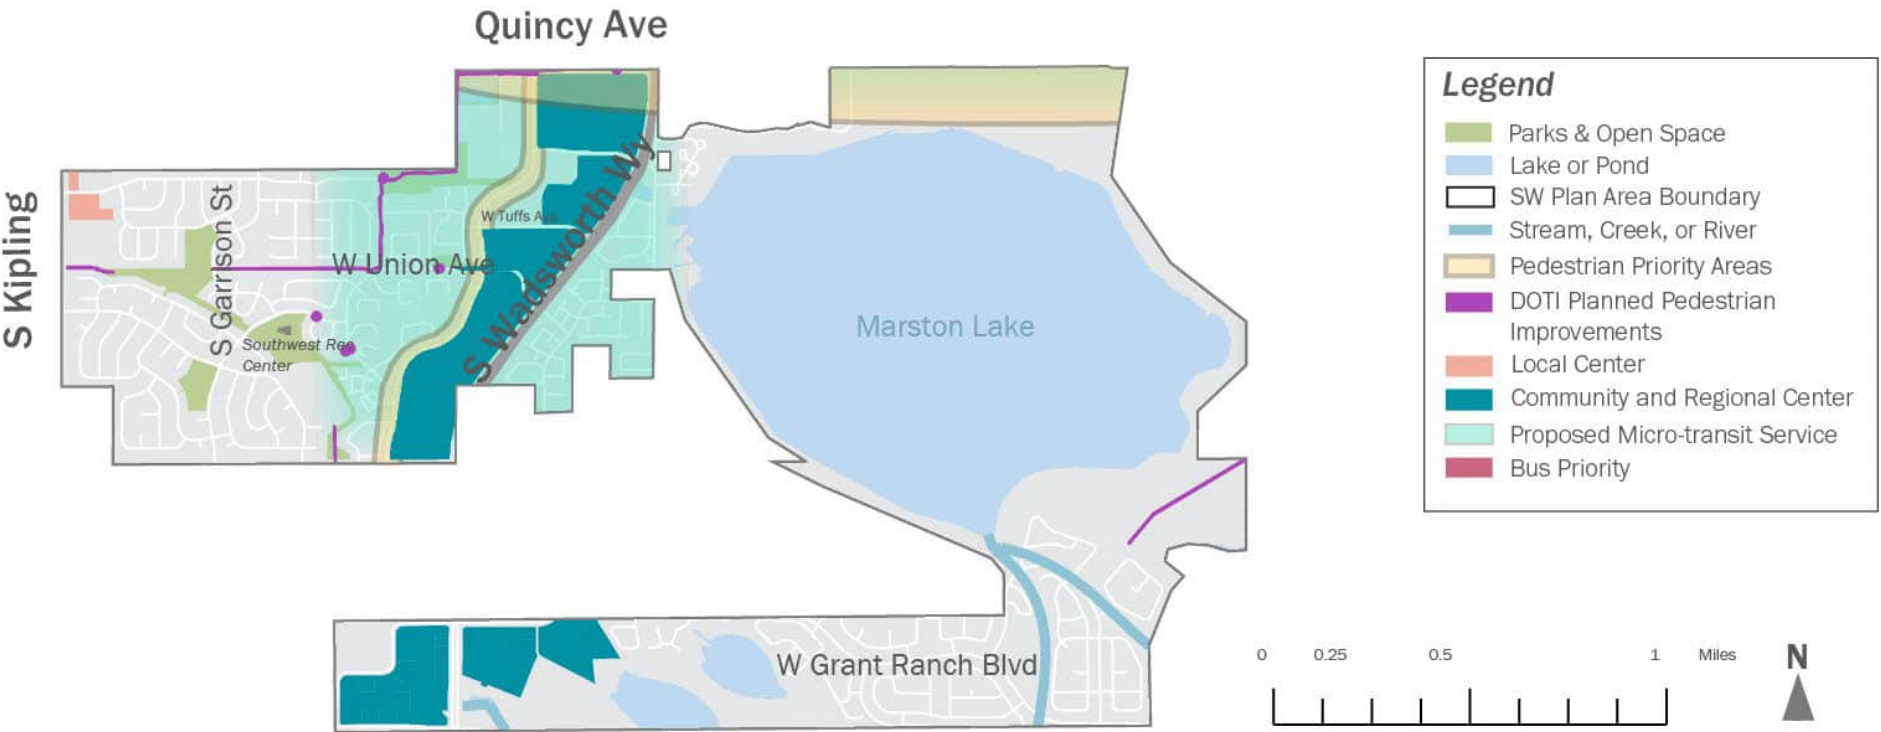 Quincy Ave
Legend
Parks & Open Space
Lake or Pond
SW Plan Area Boundary
Stream, Creek, or River
Pedestrian Priority Areas
DOTI Planned Pedestrian
Improvements
Local Center
Community and Regional Center
Proposed Micro-transit Service
Bus Priority
S Kipling
S Garrison St
W Tuffs Ave
S Wadsworth Wy
W Union Ave
Southwest Rec
Center
Marston Lake
W Grant Ranch Blvd
0 0.25 0.5 1 Miles
N